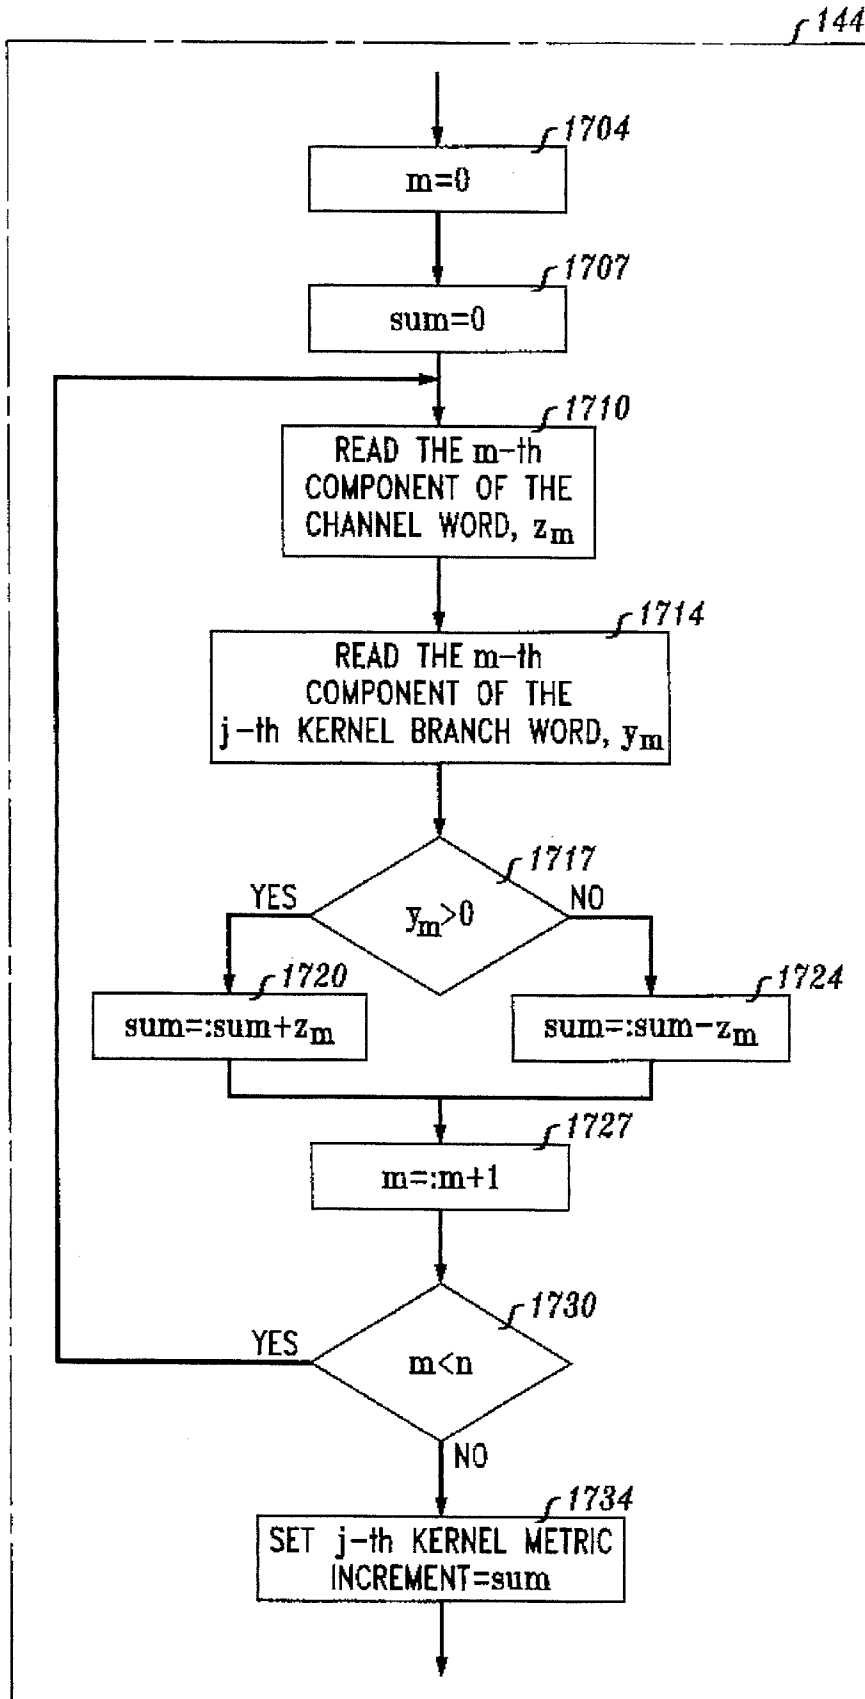 144
1704
m=0
1707
sum=0
1710
READ THE m-th
COMPONENT OF THE
CHANNEL WORD, zm
1714
READ THE m-th
COMPONENT OF THE
j-th KERNEL BRANCH WORD, ym
1717
YES
ym>0
NO
1720
sum=:sum+zm
1724
sum=:sum-zm
1727
m=:m+1
1730
YES
m<n
NO
1734
SET j-th KERNEL METRIC
INCREMENT=sum